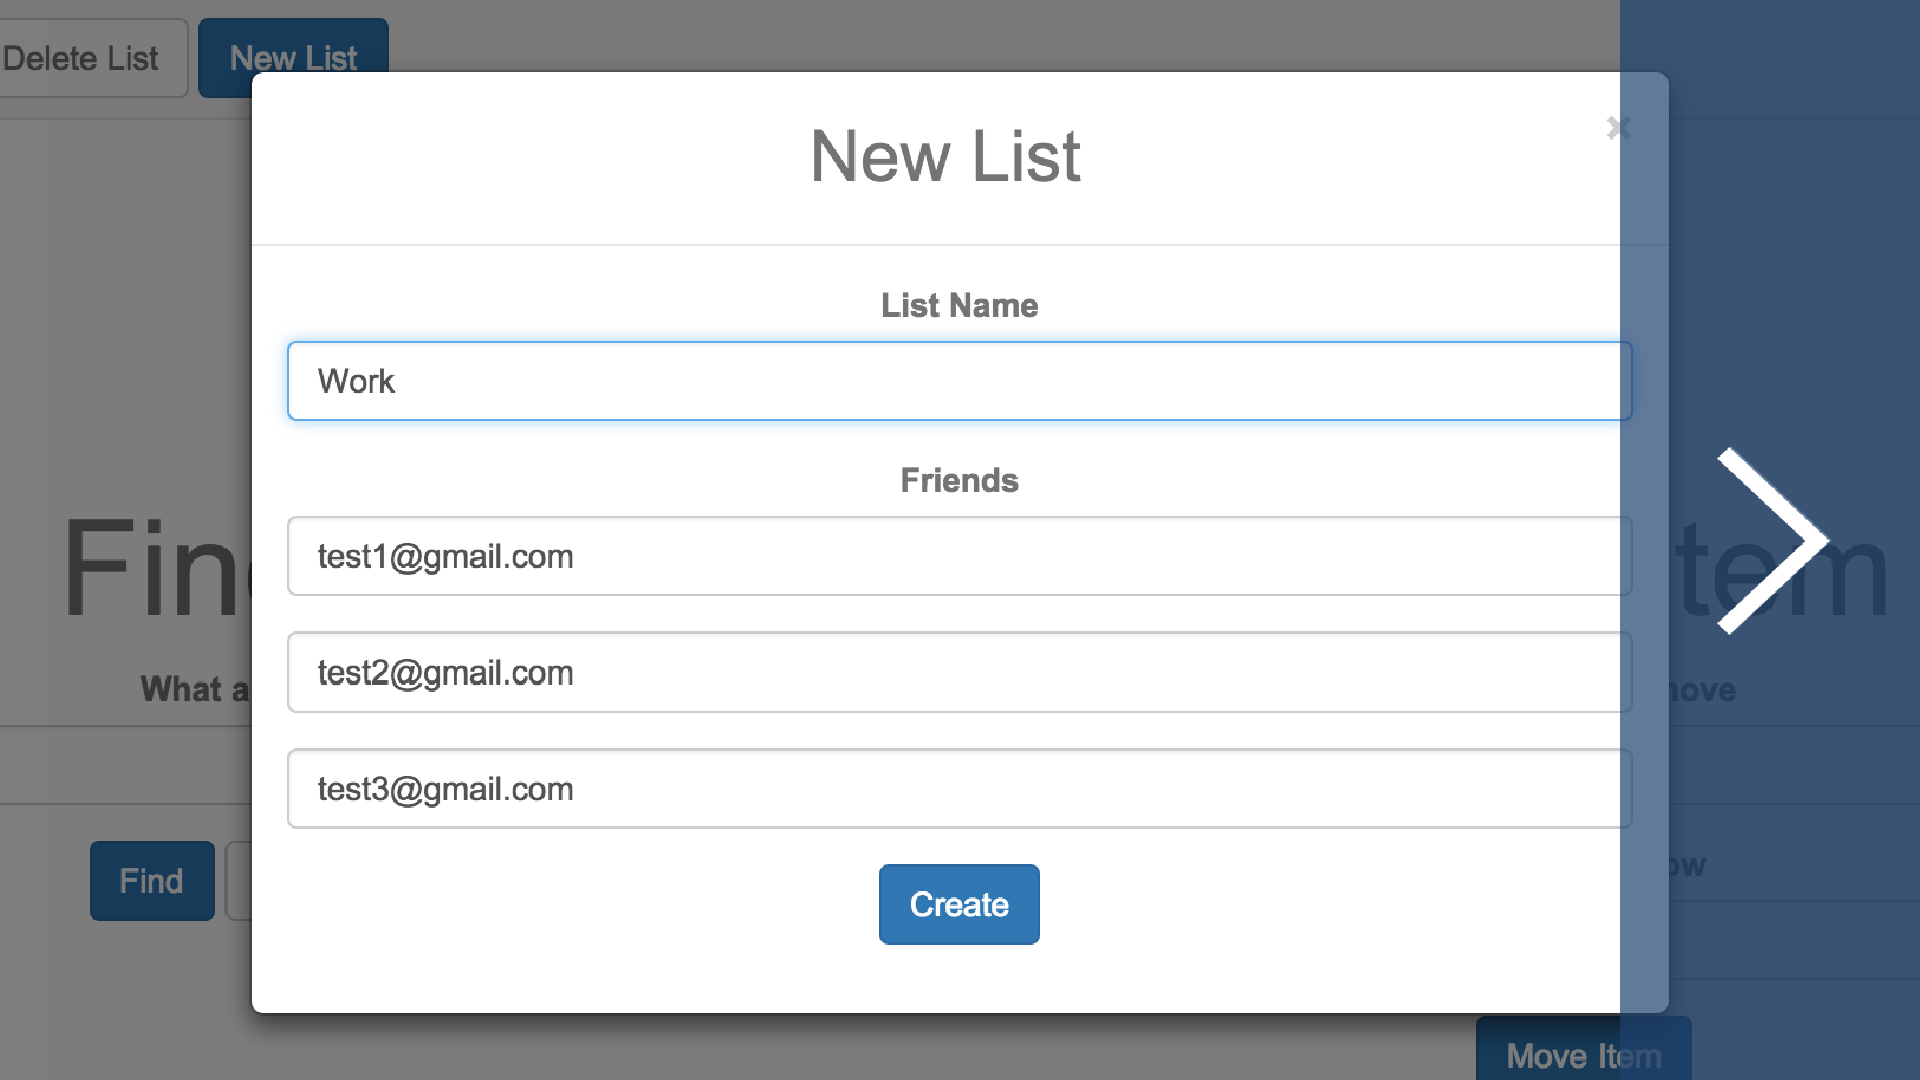 Delete List
New List
×
New List
List Name
Work
Friends
test1@gmail.com
Fin
tem
test2@gmail.com
What a
move
test3@gmail.com
ow
Find
Create
Move Item